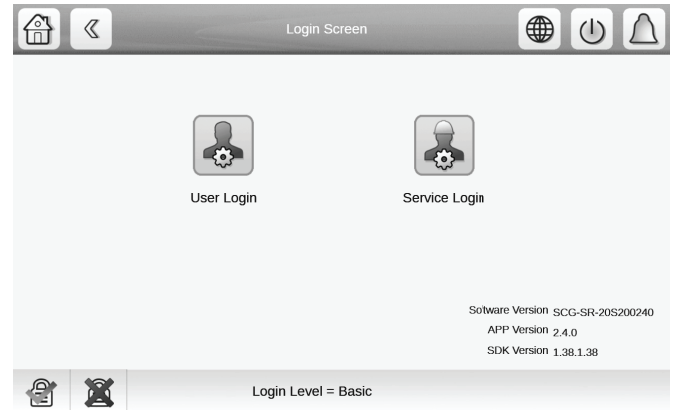 Login Screen
User Login
Service Login
Software Version SCG-SR-20S200240
APP Version 2.4.0
SDK Version 1.38.1.38
Login Level = Basic